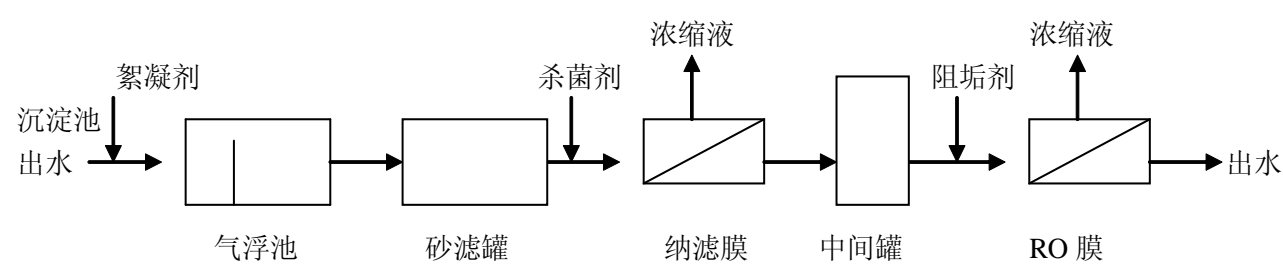 浓缩液
浓缩液
絮凝剂
杀菌剂
阻垢剂
沉淀池
出水
出水
气浮池
砂滤罐
纳滤膜
中间罐
RO 膜